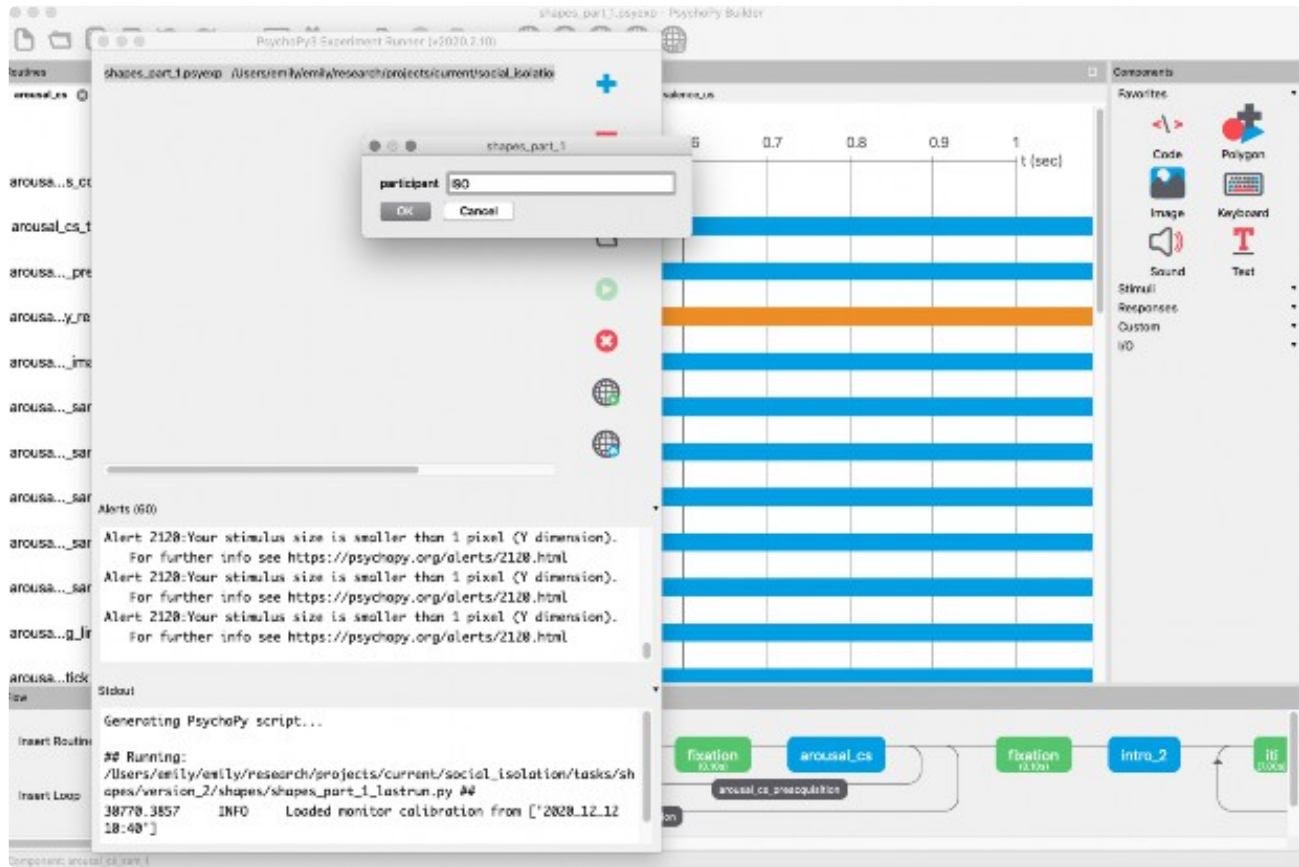 shapes_part_1.psyexp - PsychoPy Builder
PsychoPy3 Experiment Runner (v2020.2.10)
Routines
Components
shapes_part_1.psyexp /Users/emily/emily/research/projects/current/social_isolatio
arousal_cs
valence_us
Favorites
shapes_part_1
0.7
0.8
0.9
1
t (sec)
Code
Polygon
participant ISO
OK
Cancel
Image
Keyboard
arousal_cs_t
Sound
Text
arousa..._pre
Stimuli
Responses
arousa...y_re
Custom
I/O
arousa..._ima
arousa..._sar
arousa..._sar
arousa..._sar
Alerts (60)
arousa..._sar
Alert 2120:Your stimulus size is smaller than 1 pixel (Y dimension).
For further info see https://psychopy.org/alerts/2120.html
Alert 2120:Your stimulus size is smaller than 1 pixel (Y dimension).
For further info see https://psychopy.org/alerts/2120.html
Alert 2120:Your stimulus size is smaller than 1 pixel (Y dimension).
For further info see https://psychopy.org/alerts/2120.html
arousa..._sar
arousa...g_lir
arousa...tick
Flow
Stdout
Generating PsychoPy script...
Insert Routine
## Running:
/Users/emily/emily/research/projects/current/social_isolation/tasks/sh
apes/version_2/shapes/shapes_part_1_lastrun.py ##
Insert Loop
30770.3857 INFO Loaded monitor calibration from ['2020_12_12
10:40']
fixation
(0.10s)
arousal_cs
fixation
(0.10s)
intro_2
iti
arousal_cs_preacquisition
Component: arousal_cs_sam_1